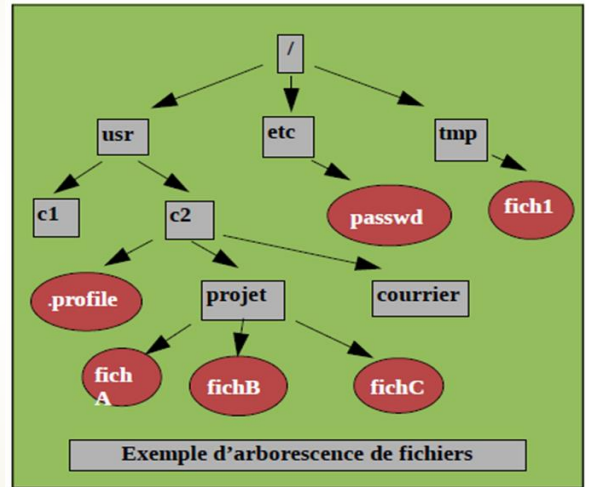 /
usr
etc
tmp
c1
c2
passwd
fich1
.profile
projet
courrier
fich
A
fichB
fichC
Exemple d’arborescence de fichiers